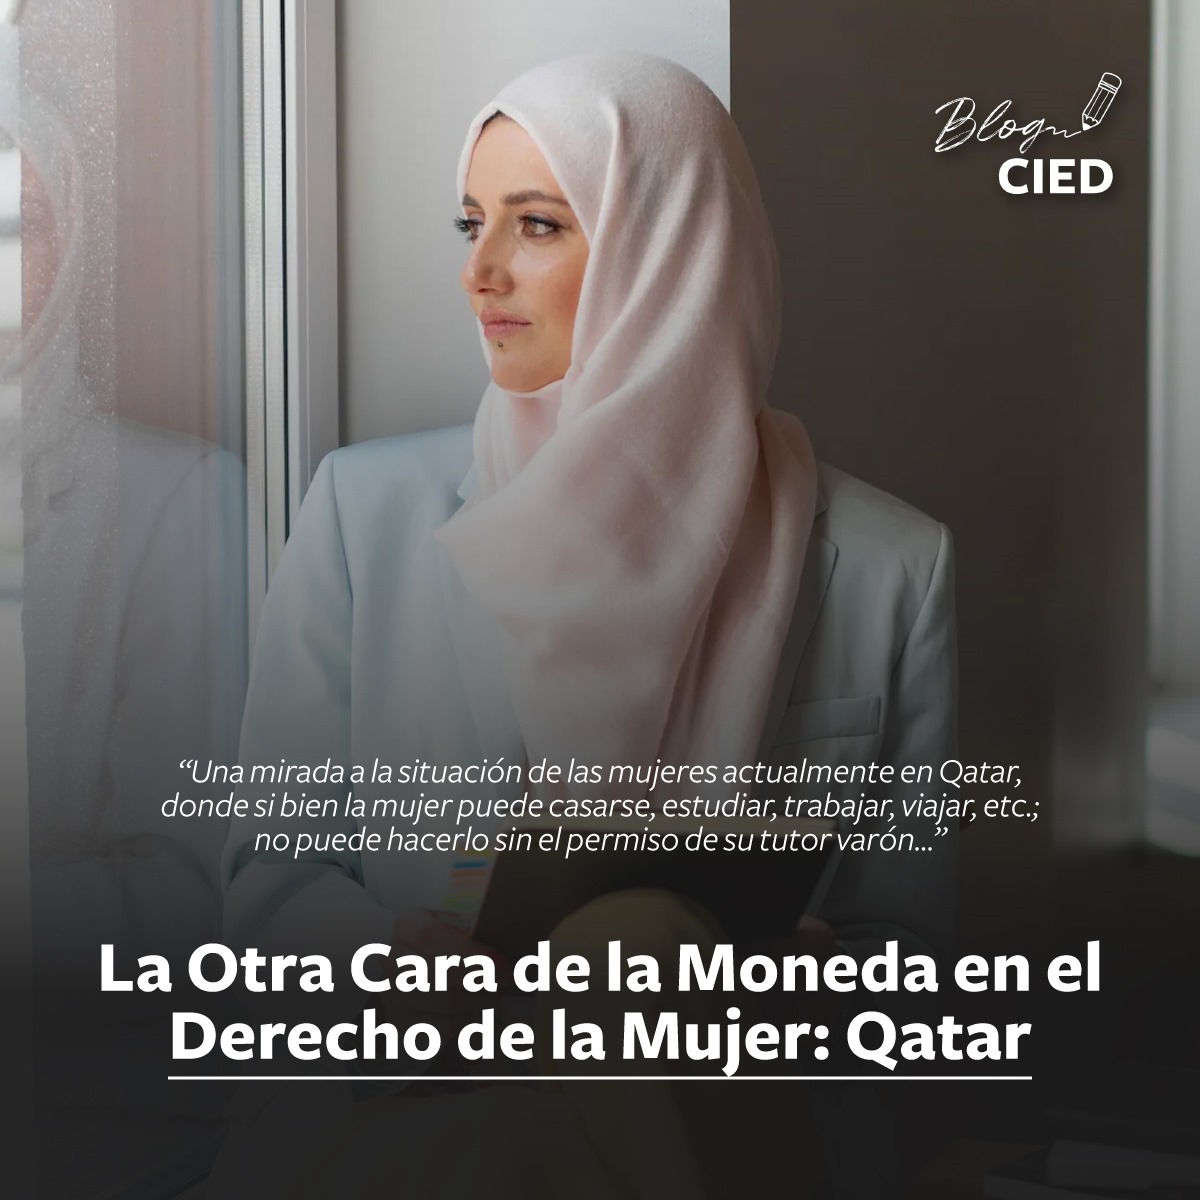 Blog
CIED
“Una mirada a la situación de las mujeres actualmente en Qatar,
donde si bien la mujer puede casarse, estudiar, trabajar, viajar, etc.;
no puede hacerlo sin el permiso de su tutor varón...”
La Otra Cara de la Moneda en el
Derecho de la Mujer: Qatar